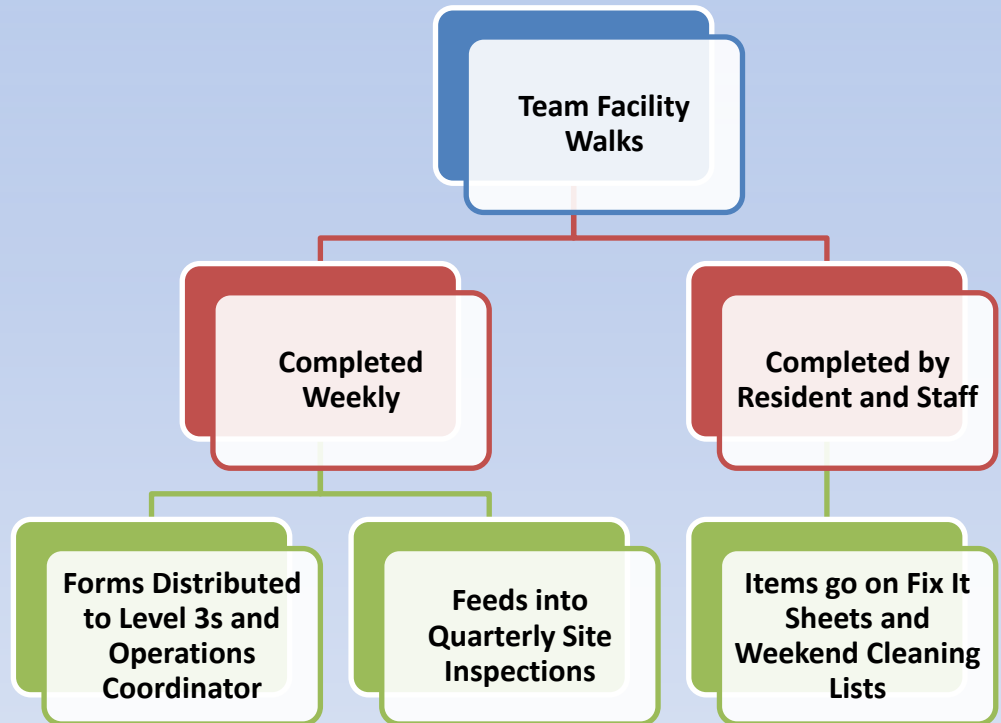 Team Facility
Walks
Completed
Weekly
Completed by
Resident and Staff
Forms Distributed
to Level 3s and
Operations
Coordinator
Feeds into
Quarterly Site
Inspections
Items go on Fix It
Sheets and
Weekend Cleaning
Lists